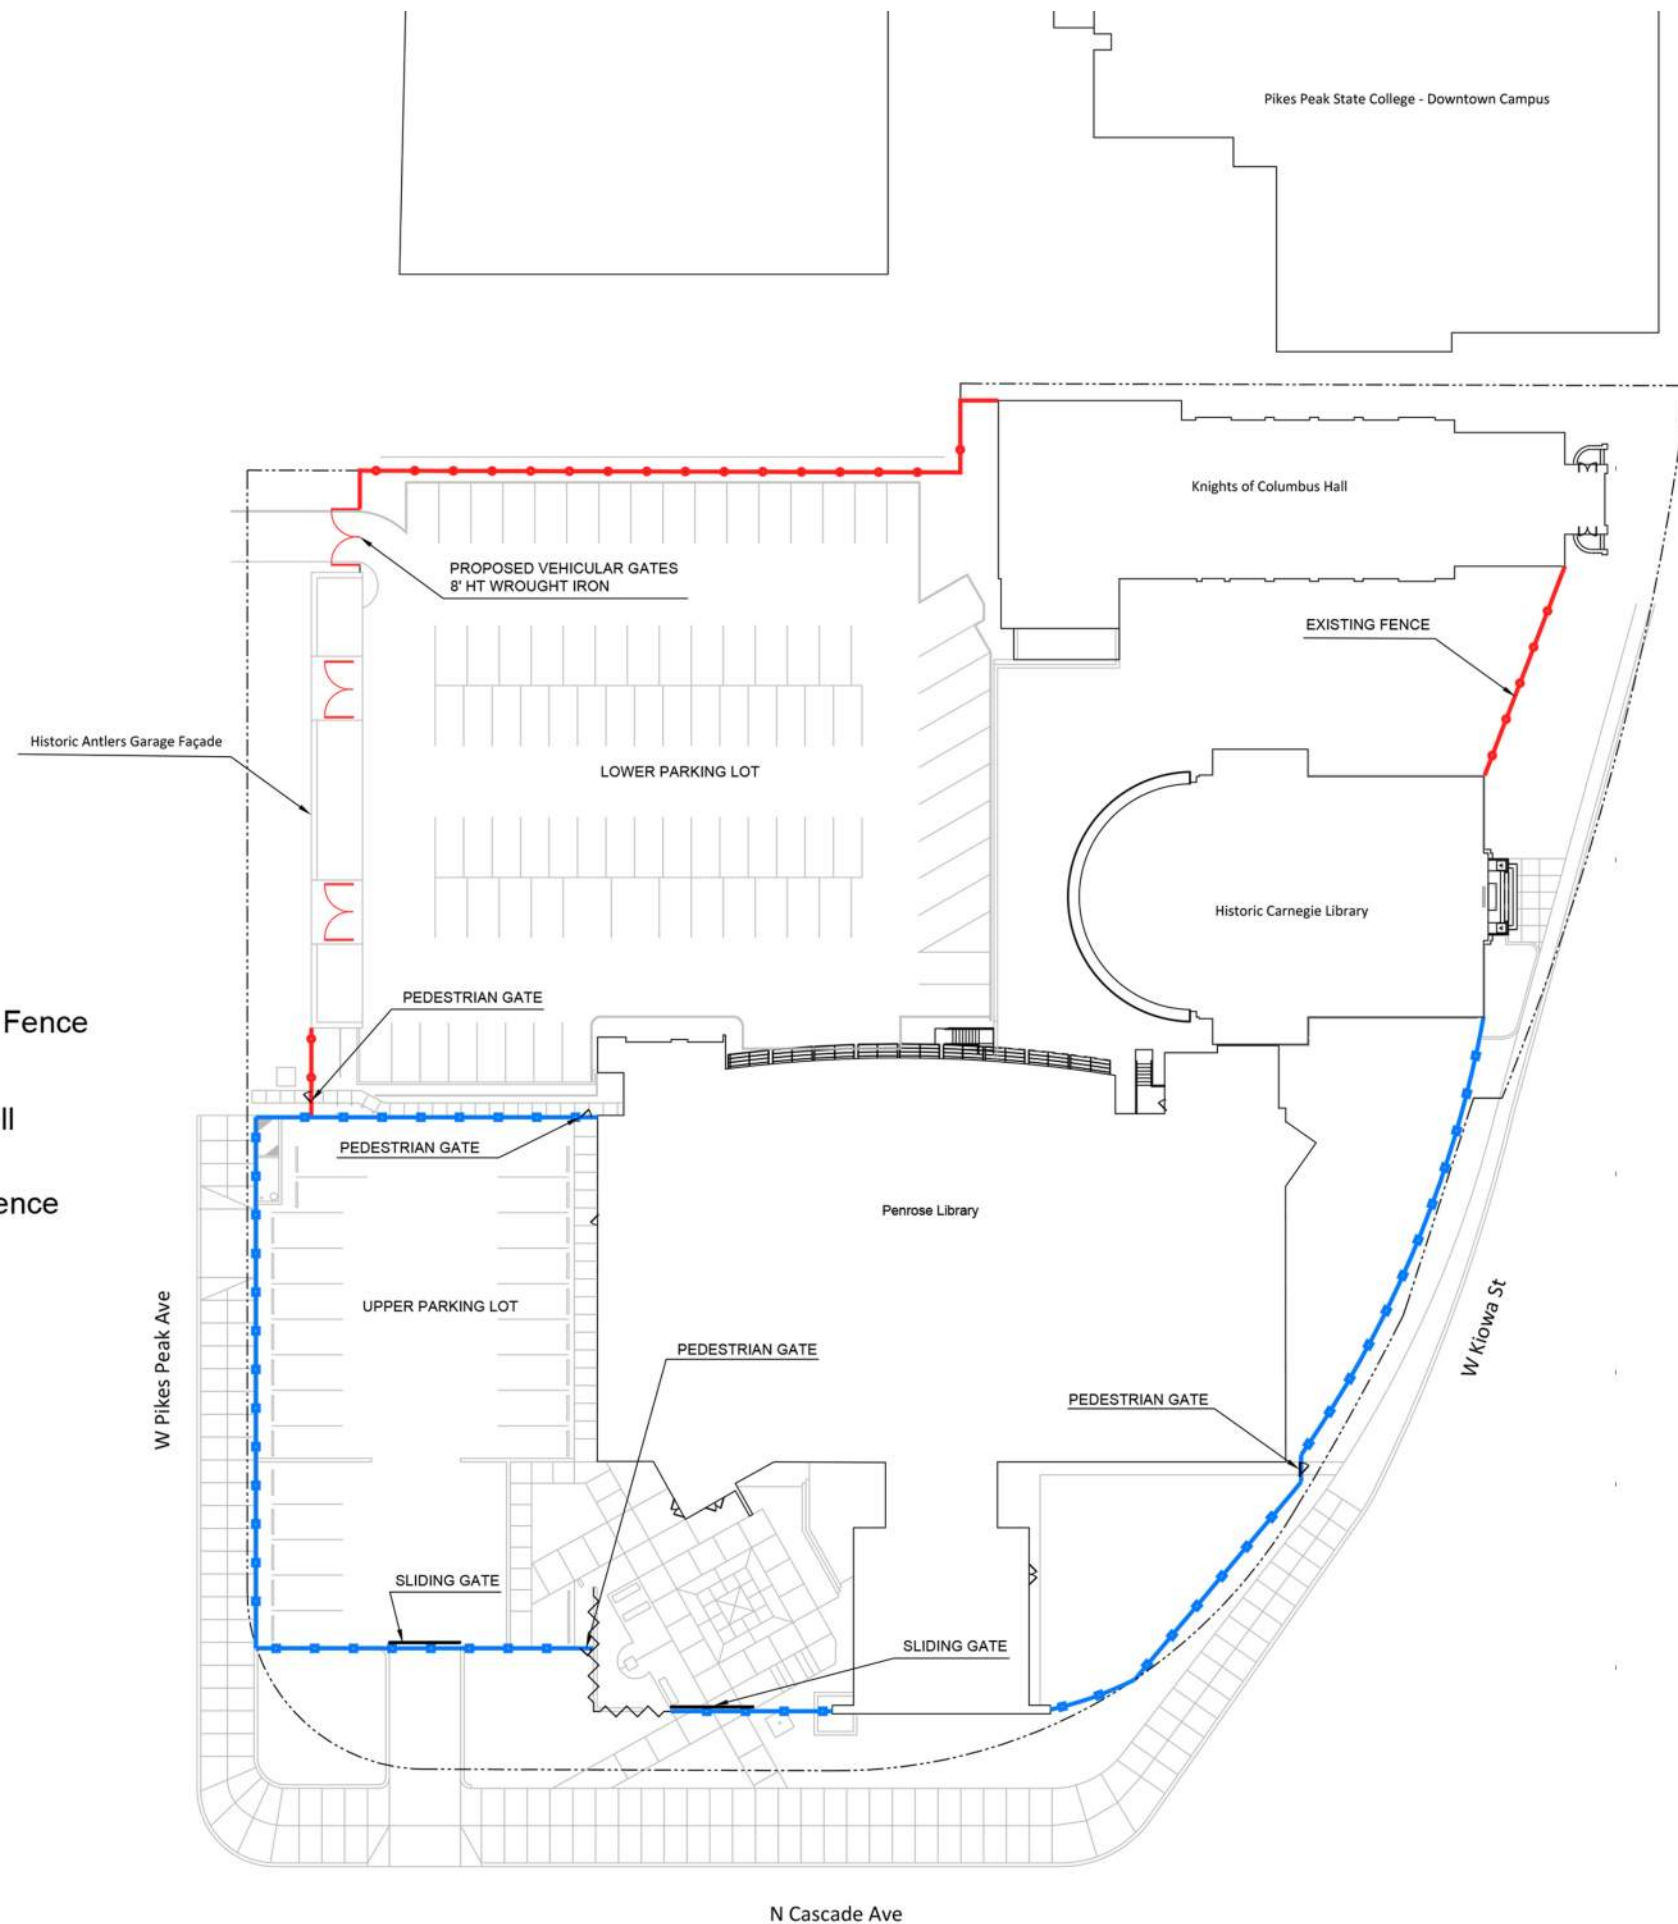 Pikes Peak State College - Downtown Campus
Knights of Columbus Hall
PROPOSED VEHICULAR GATES
8' HT WROUGHT IRON
EXISTING FENCE
Historic Antlers Garage Façade
LOWER PARKING LOT
Historic Carnegie Library
PEDESTRIAN GATE
Fence
ll
PEDESTRIAN GATE
ence
Penrose Library
UPPER PARKING LOT
W Pikes Peak Ave
PEDESTRIAN GATE
W Kiowa St
PEDESTRIAN GATE
SLIDING GATE
SLIDING GATE
N Cascade Ave